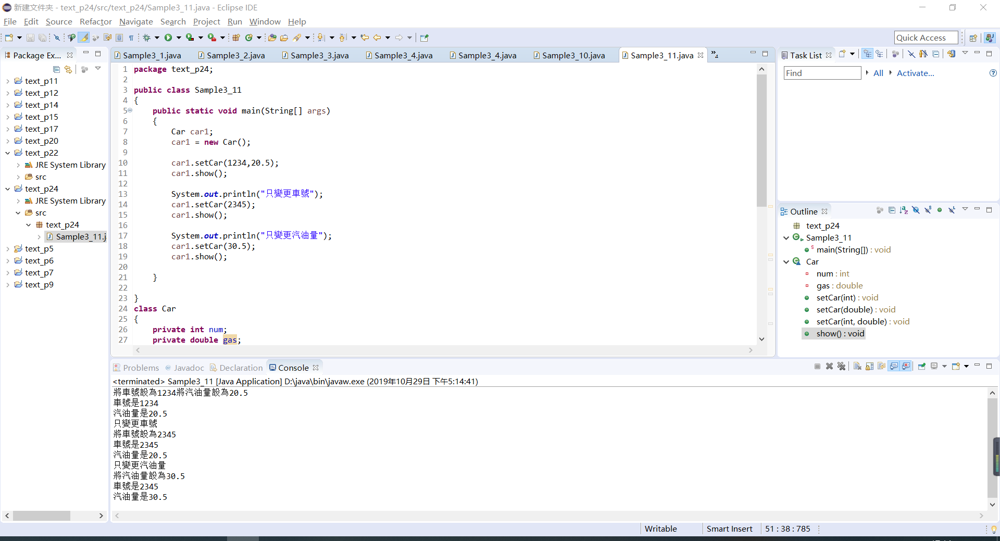 新建文件夹 - text_p24/src/text_p24/Sample3_11.java - Eclipse IDE
File Edit Source Refactor Navigate Search Project Run Window Help
Quick Access
Package Ex...
text_p11
text_p12
text_p14
text_p15
text_p17
text_p20
text_p22
JRE System Library
src
text_p24
JRE System Library
src
text_p24
Sample3_11.j
text_p5
text_p6
text_p7
text_p9
Sample3_1.java Sample3_2.java Sample3_3.java Sample3_4.java Sample3_4.java Sample3_10.java Sample3_11.java »4
1 package text_p24;
2
3 public class Sample3_11
4 {
5 public static void main(String[] args)
6 {
7 Car car1;
8 car1 = new Car();
9
10 car1.setCar(1234,20.5);
11 car1.show();
12
13 System.out.println("只變更車號");
14 car1.setCar(2345);
15 car1.show();
16
17 System.out.println("只變更汽油量");
18 car1.setCar(30.5);
19 car1.show();
20
21 }
22
23 }
24 class Car
25 {
26 private int num;
27 private double gas;
Task List
Find All Activate...
Outline
text_p24
Sample3_11
main(String[]) : void
Car
num : int
gas : double
setCar(int) : void
setCar(double) : void
setCar(int, double) : void
show() : void
Problems @ Javadoc Declaration Console
<terminated> Sample3_11 [Java Application] D:\java\bin\javaw.exe (2019年10月29日 下午5:14:41)
將車號設為1234將汽油量設為20.5
車號是1234
汽油量是20.5
只變更車號
將車號設為2345
車號是2345
汽油量是20.5
只變更汽油量
將汽油量設為30.5
車號是2345
汽油量是30.5
Writable Smart Insert 51 : 38 : 785